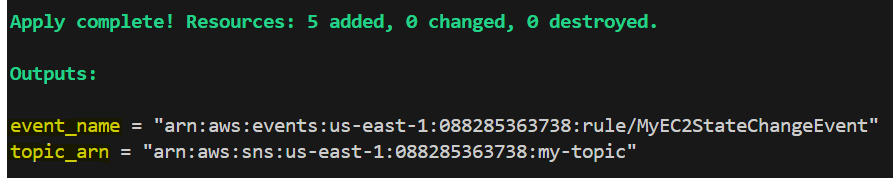 Apply complete! Resources: 5 added, 0 changed, 0 destroyed.
Outputs:
event_name = "arn:aws:events:us-east-1:088285363738:rule/MyEC2StateChangeEvent"
topic_arn = "arn:aws:sns:us-east-1:088285363738:my-topic"